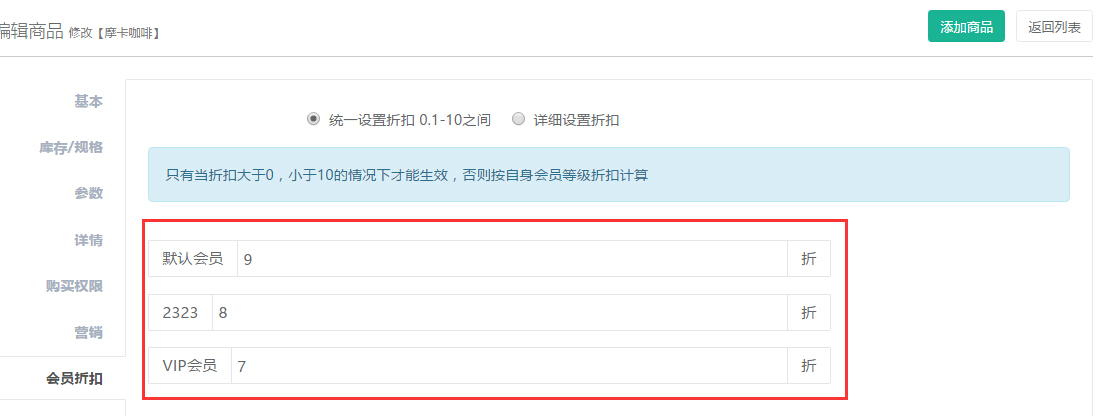 编辑商品 修改【摩卡咖啡】
添加商品 返回列表
基本
库存/规格
参数
详情
购买权限
营销
会员折扣
统一设置折扣 0.1-10之间 详细设置折扣
只有当折扣大于0，小于10的情况下才能生效，否则按自身会员等级折扣计算
默认会员 9 折
2323 8 折
VIP会员 7 折